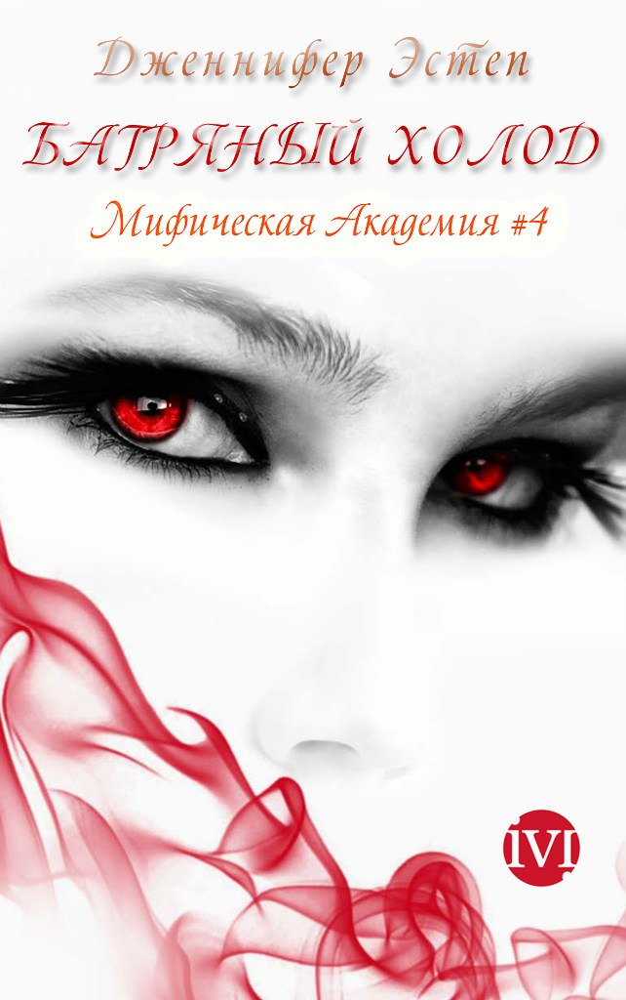 Дженнифер Эстеп
БАГРЯНЫЙ ХОЛОД
Мифическая Академия #4
IVI